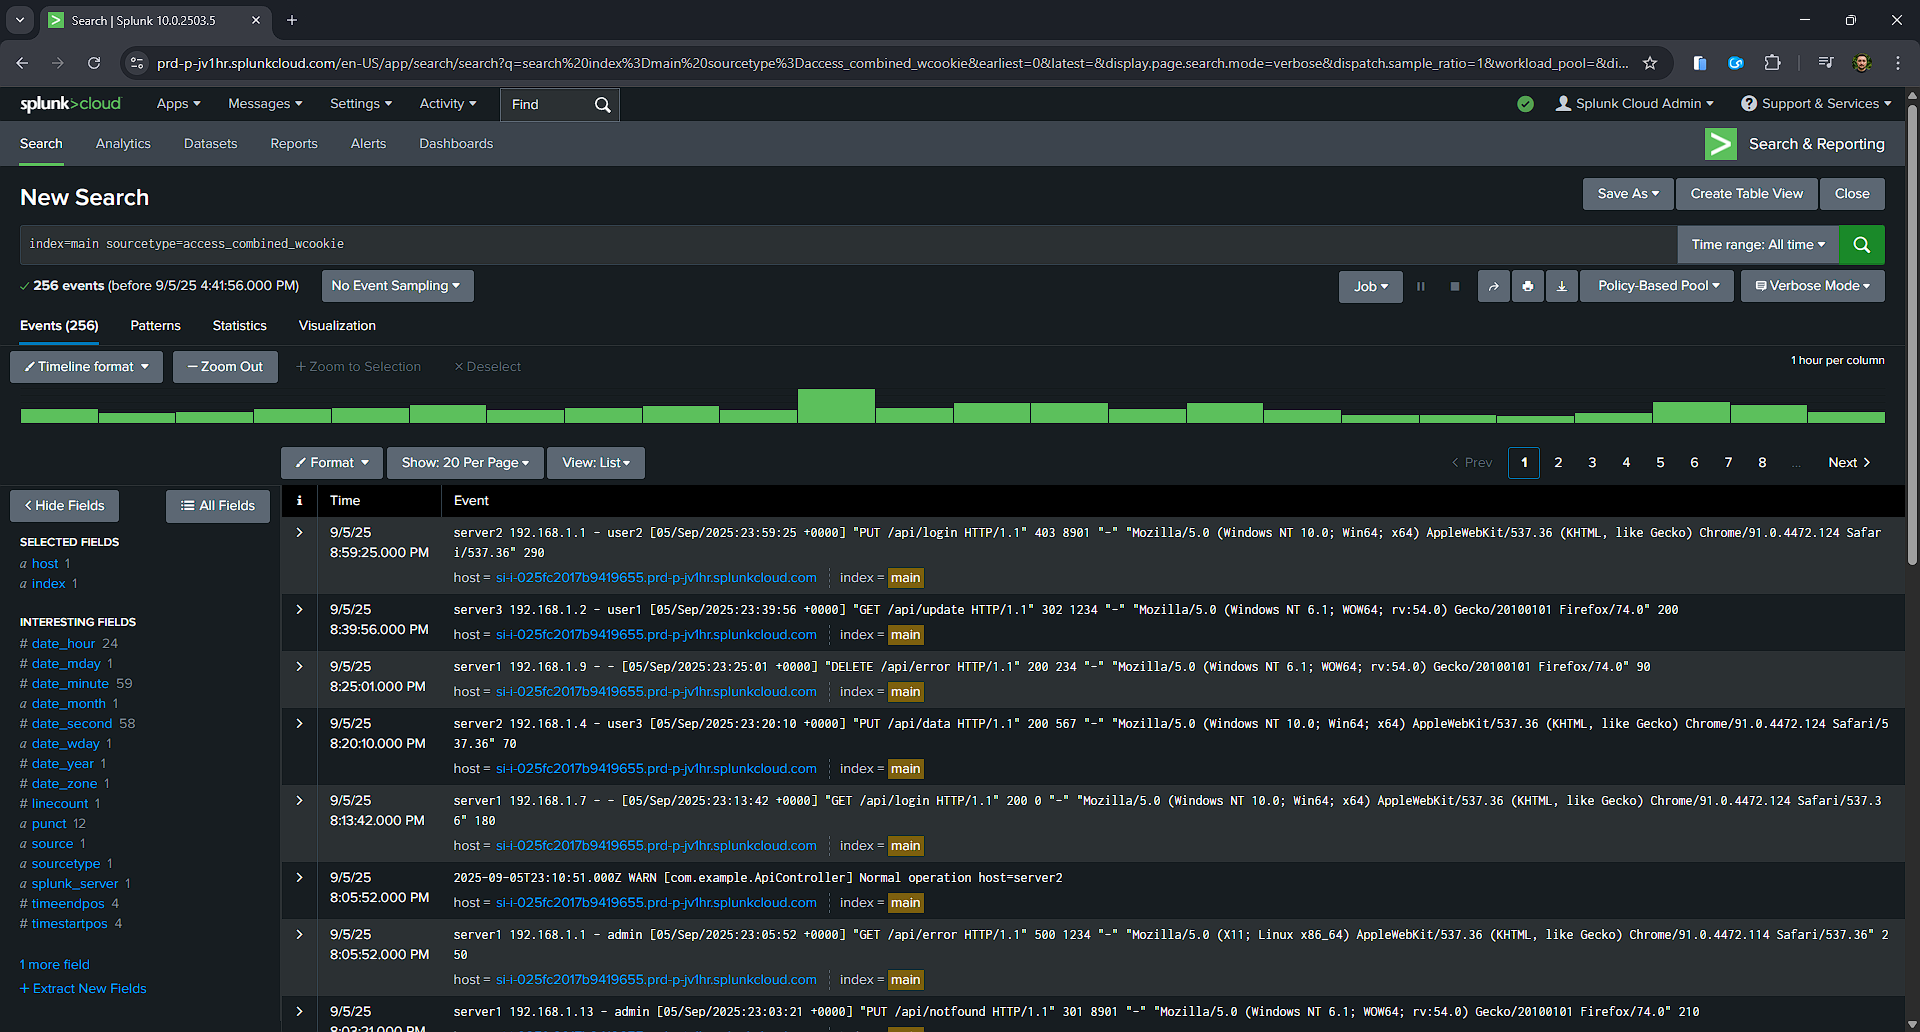 Search | Splunk 10.0.2503.5
prd-p-jv1hr.splunkcloud.com/en-US/app/search/search?q=search%20index%3Dmain%20sourcetype%3Daccess_combined_wcookie&earliest=0&latest=&display.page.search.mode=verbose&dispatch.sample_ratio=1&workload_pool=&di...
splunk>cloud Apps Messages Settings Activity Find Splunk Cloud Admin Support & Services
Search Analytics Datasets Reports Alerts Dashboards Search & Reporting
New Search Save As Create Table View Close
index=main sourcetype=access_combined_wcookie Time range: All time
256 events (before 9/5/25 4:41:56.000 PM) No Event Sampling Job Policy-Based Pool Verbose Mode
Events (256) Patterns Statistics Visualization
Timeline format — Zoom Out + Zoom to Selection × Deselect 1 hour per column
Format Show: 20 Per Page View: List < Prev 1 2 3 4 5 6 7 8 ... Next >
< Hide Fields All Fields
SELECTED FIELDS
a host 1
a index 1
INTERESTING FIELDS
# date_hour 24
# date_mday 1
# date_minute 59
a date_month 1
# date_second 58
a date_wday 1
# date_year 1
# date_zone 1
# linecount 1
a punct 12
a source 1
a sourcetype 1
a splunk_server 1
# timeendpos 4
# timestartpos 4
1 more field
+ Extract New Fields
i Time Event
9/5/25
8:59:25.000 PM
server2 192.168.1.1 - user2 [05/Sep/2025:23:59:25 +0000] "PUT /api/login HTTP/1.1" 403 8901 "-" "Mozilla/5.0 (Windows NT 10.0; Win64; x64) AppleWebKit/537.36 (KHTML, like Gecko) Chrome/91.0.4472.124 Safar
i/537.36" 290
host = si-i-025fc2017b9419655.prd-p-jv1hr.splunkcloud.com index = main
9/5/25
8:39:56.000 PM
server3 192.168.1.2 - user1 [05/Sep/2025:23:39:56 +0000] "GET /api/update HTTP/1.1" 302 1234 "-" "Mozilla/5.0 (Windows NT 6.1; WOW64; rv:54.0) Gecko/20100101 Firefox/74.0" 200
host = si-i-025fc2017b9419655.prd-p-jv1hr.splunkcloud.com index = main
9/5/25
8:25:01.000 PM
server1 192.168.1.9 - - [05/Sep/2025:23:25:01 +0000] "DELETE /api/error HTTP/1.1" 200 234 "-" "Mozilla/5.0 (Windows NT 6.1; WOW64; rv:54.0) Gecko/20100101 Firefox/74.0" 90
host = si-i-025fc2017b9419655.prd-p-jv1hr.splunkcloud.com index = main
9/5/25
8:20:10.000 PM
server2 192.168.1.4 - user3 [05/Sep/2025:23:20:10 +0000] "PUT /api/data HTTP/1.1" 200 567 "-" "Mozilla/5.0 (Windows NT 10.0; Win64; x64) AppleWebKit/537.36 (KHTML, like Gecko) Chrome/91.0.4472.124 Safari/5
37.36" 70
host = si-i-025fc2017b9419655.prd-p-jv1hr.splunkcloud.com index = main
9/5/25
8:13:42.000 PM
server1 192.168.1.7 - - [05/Sep/2025:23:13:42 +0000] "GET /api/login HTTP/1.1" 200 0 "-" "Mozilla/5.0 (Windows NT 10.0; Win64; x64) AppleWebKit/537.36 (KHTML, like Gecko) Chrome/91.0.4472.124 Safari/537.3
6" 180
host = si-i-025fc2017b9419655.prd-p-jv1hr.splunkcloud.com index = main
9/5/25
8:05:52.000 PM
2025-09-05T23:10:51.000Z WARN [com.example.ApiController] Normal operation host=server2
host = si-i-025fc2017b9419655.prd-p-jv1hr.splunkcloud.com index = main
9/5/25
8:05:52.000 PM
server1 192.168.1.1 - admin [05/Sep/2025:23:05:52 +0000] "GET /api/error HTTP/1.1" 500 1234 "-" "Mozilla/5.0 (X11; Linux x86_64) AppleWebKit/537.36 (KHTML, like Gecko) Chrome/91.0.4472.114 Safari/537.36" 2
50
host = si-i-025fc2017b9419655.prd-p-jv1hr.splunkcloud.com index = main
9/5/25
8:03:21.000 PM
server1 192.168.1.13 - admin [05/Sep/2025:23:03:21 +0000] "PUT /api/notfound HTTP/1.1" 301 8901 "-" "Mozilla/5.0 (Windows NT 6.1; WOW64; rv:54.0) Gecko/20100101 Firefox/74.0" 210